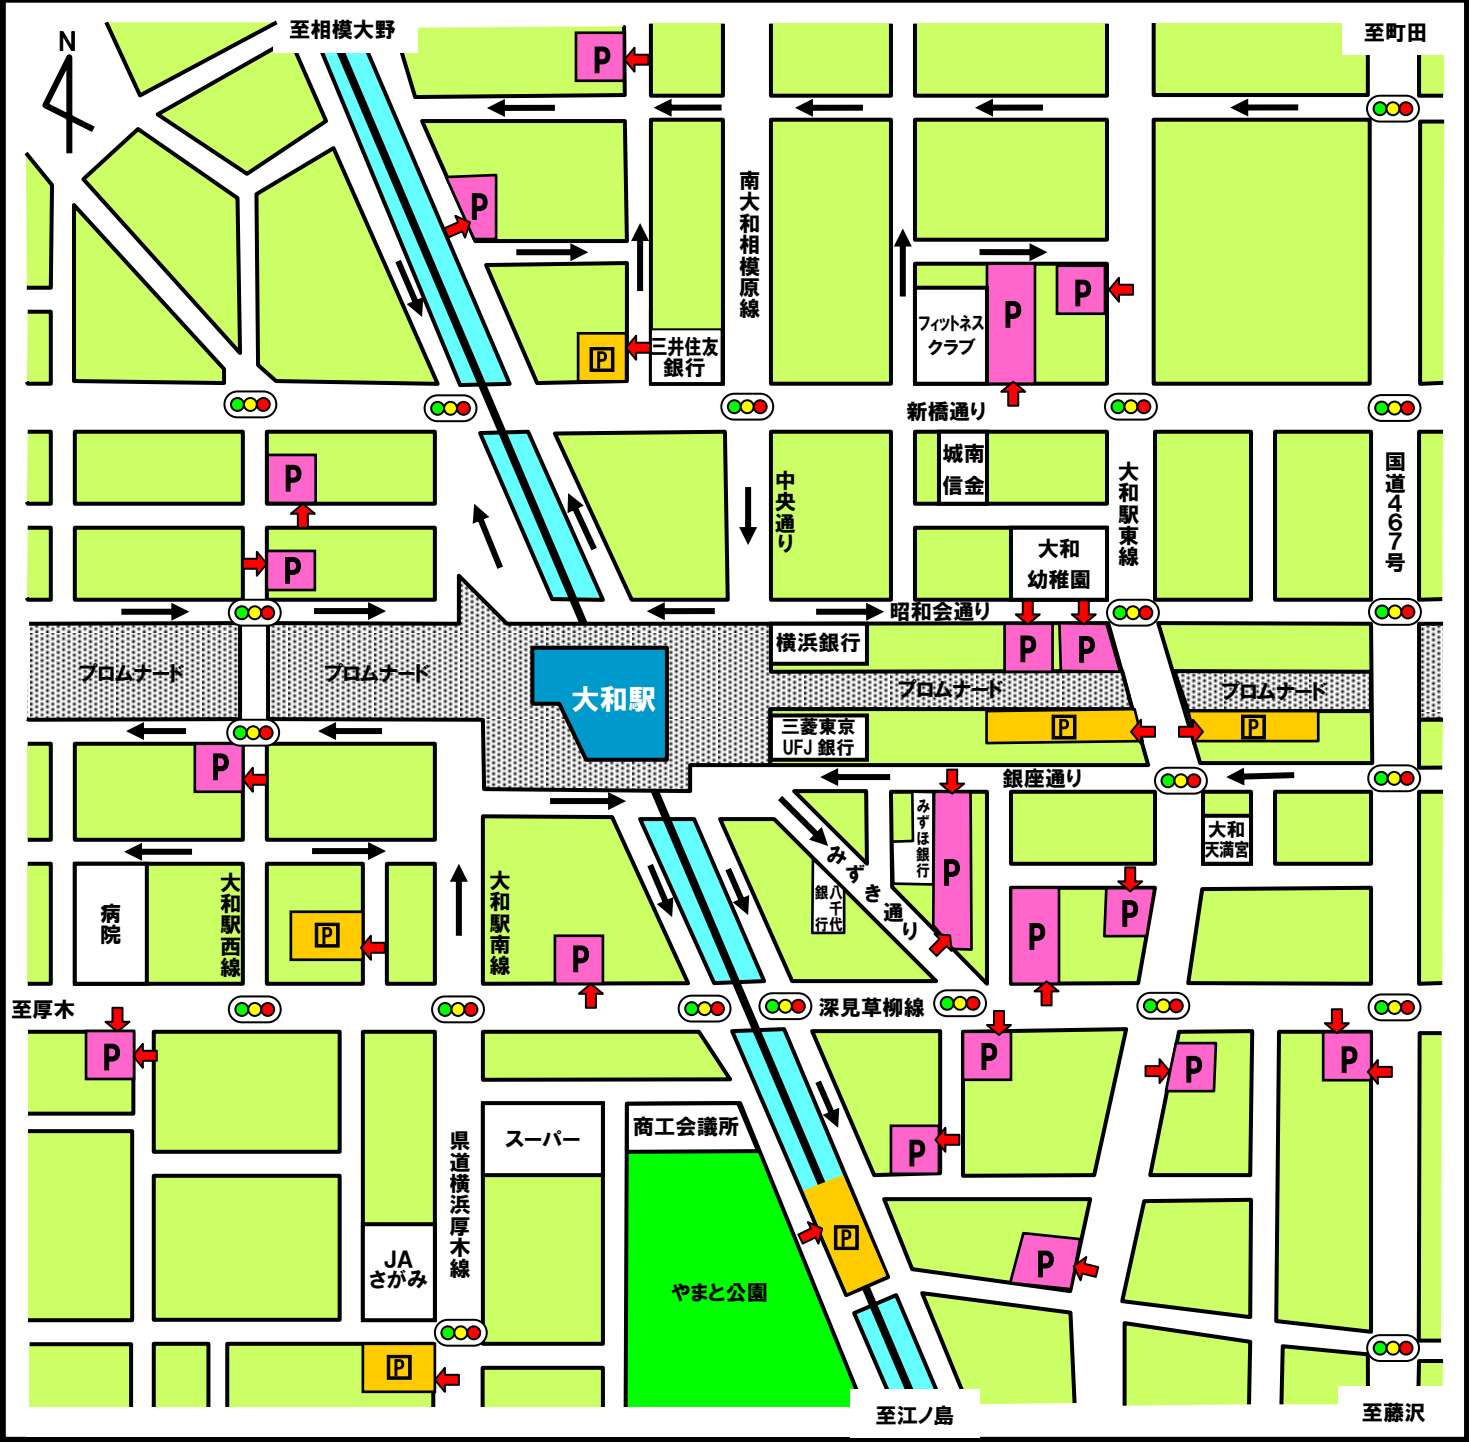 至相模大野
至町田
N
P
P
南大和相模原線
P
P
フィットネス
クラブ
P
三井住友
銀行
新橋通り
城南
信金
P
中央通り
大和駅東線
国道467号
大和
幼稚園
P
昭和会通り
横浜銀行
P
P
プロムナード
プロムナード
大和駅
プロムナード
プロムナード
三菱東京
UFJ 銀行
P
P
P
銀座通り
みずほ銀行
P
大和
天満宮
みずき通り
八千代
銀行
病院
大和駅西線
P
大和駅南線
P
P
P
至厚木
深見草柳線
P
P
P
P
県道横浜厚木線
スーパー
商工会議所
P
JA
さがみ
P
P
やまと公園
P
至江ノ島
至藤沢